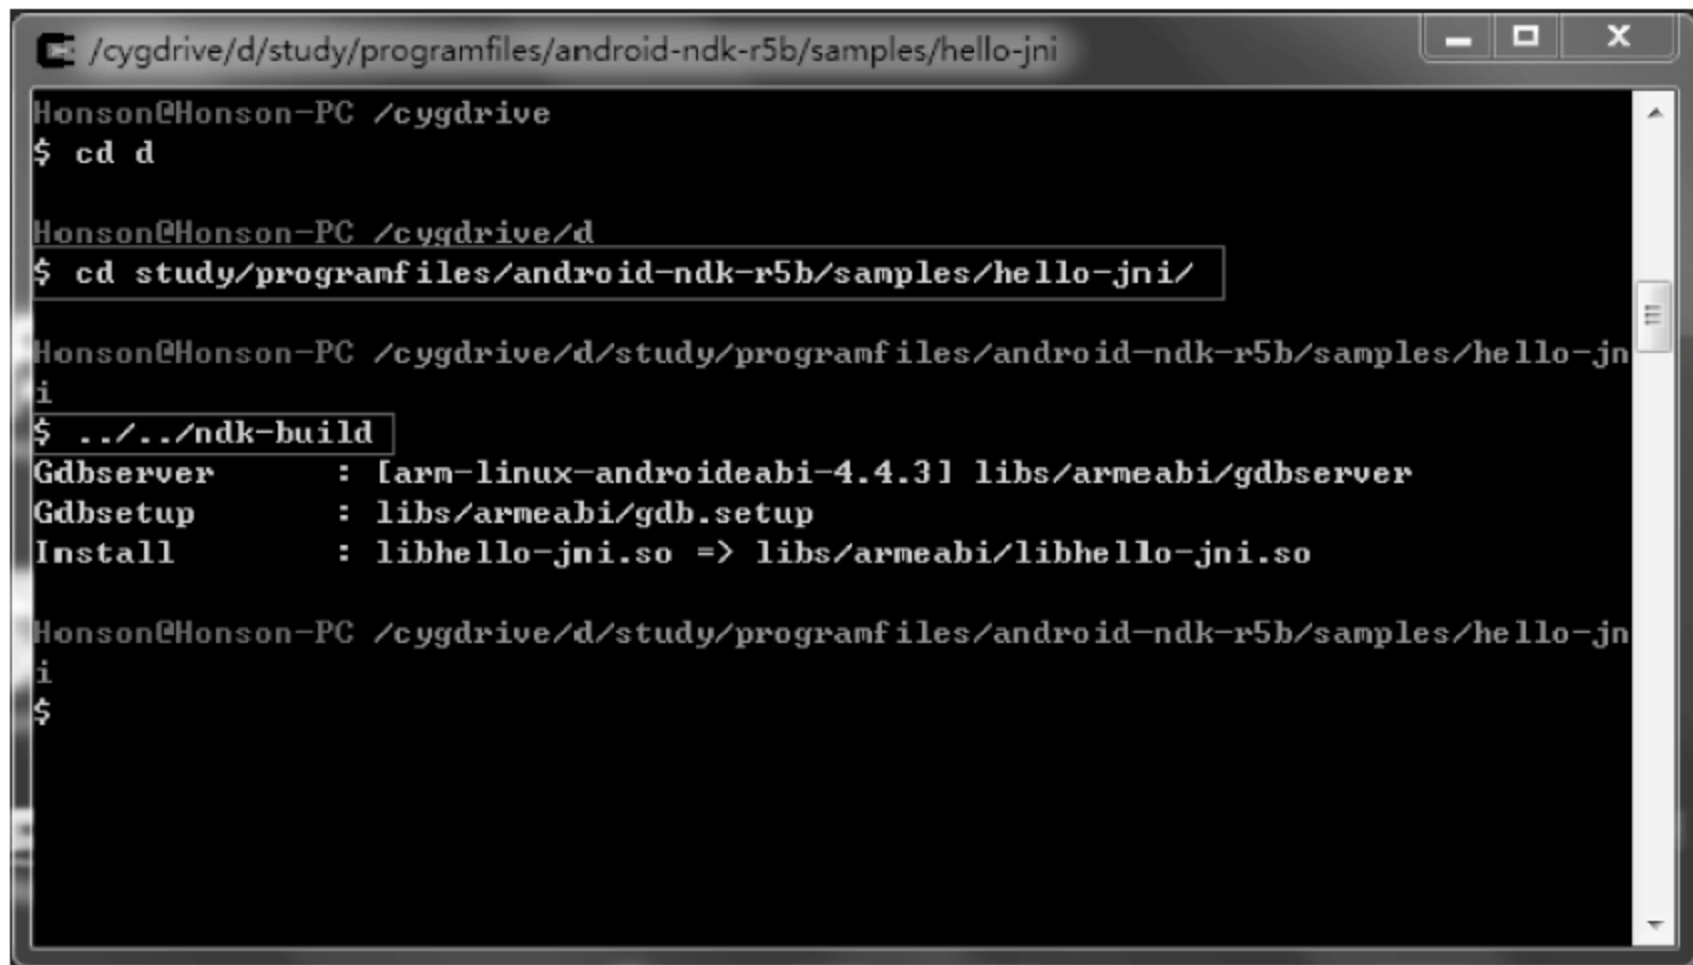 /cygdrive/d/study/programfiles/android-ndk-r5b/samples/hello-jni
Honson@Honson-PC /cygdrive
$ cd d
Honson@Honson-PC /cygdrive/d
$ cd study/programfiles/android-ndk-r5b/samples/hello-jni/
Honson@Honson-PC /cygdrive/d/study/programfiles/android-ndk-r5b/samples/hello-jn
i
$ ../../ndk-build
Gdbserver      : [arm-linux-androideabi-4.4.3] libs/armeabi/gdbserver
Gdbsetup       : libs/armeabi/gdb.setup
Install        : libhello-jni.so => libs/armeabi/libhello-jni.so
Honson@Honson-PC /cygdrive/d/study/programfiles/android-ndk-r5b/samples/hello-jn
i
$